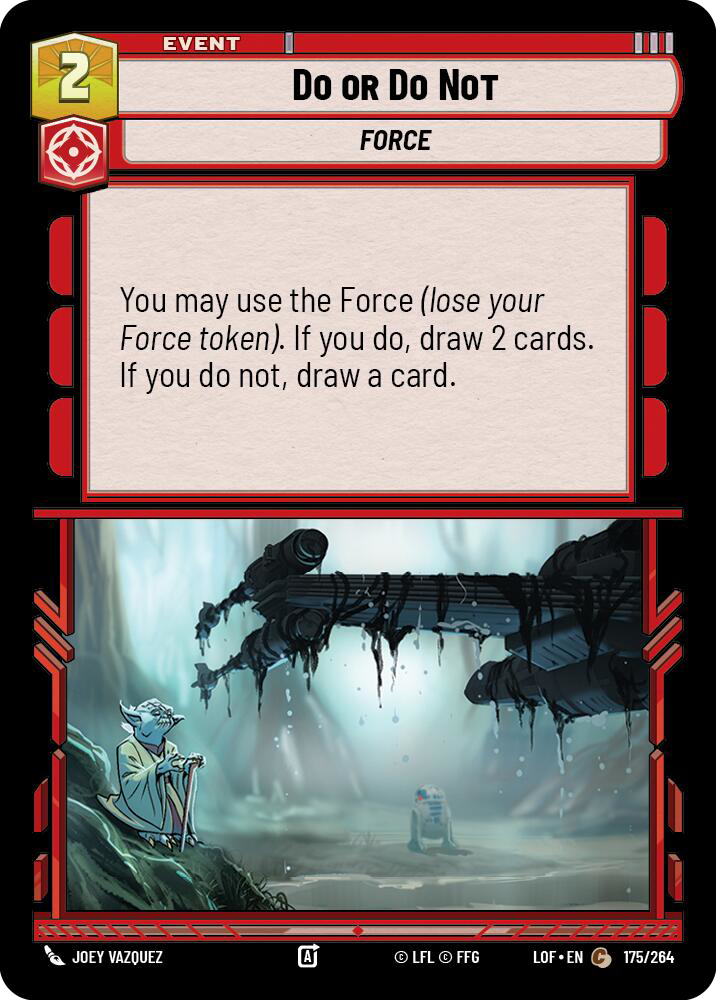 EVENT
2
Do or Do Not
FORCE
You may use the Force (lose your
Force token). If you do, draw 2 cards.
If you do not, draw a card.
JOEY VAZQUEZ
A
© LFL © FFG
LOF • EN
C
175/264